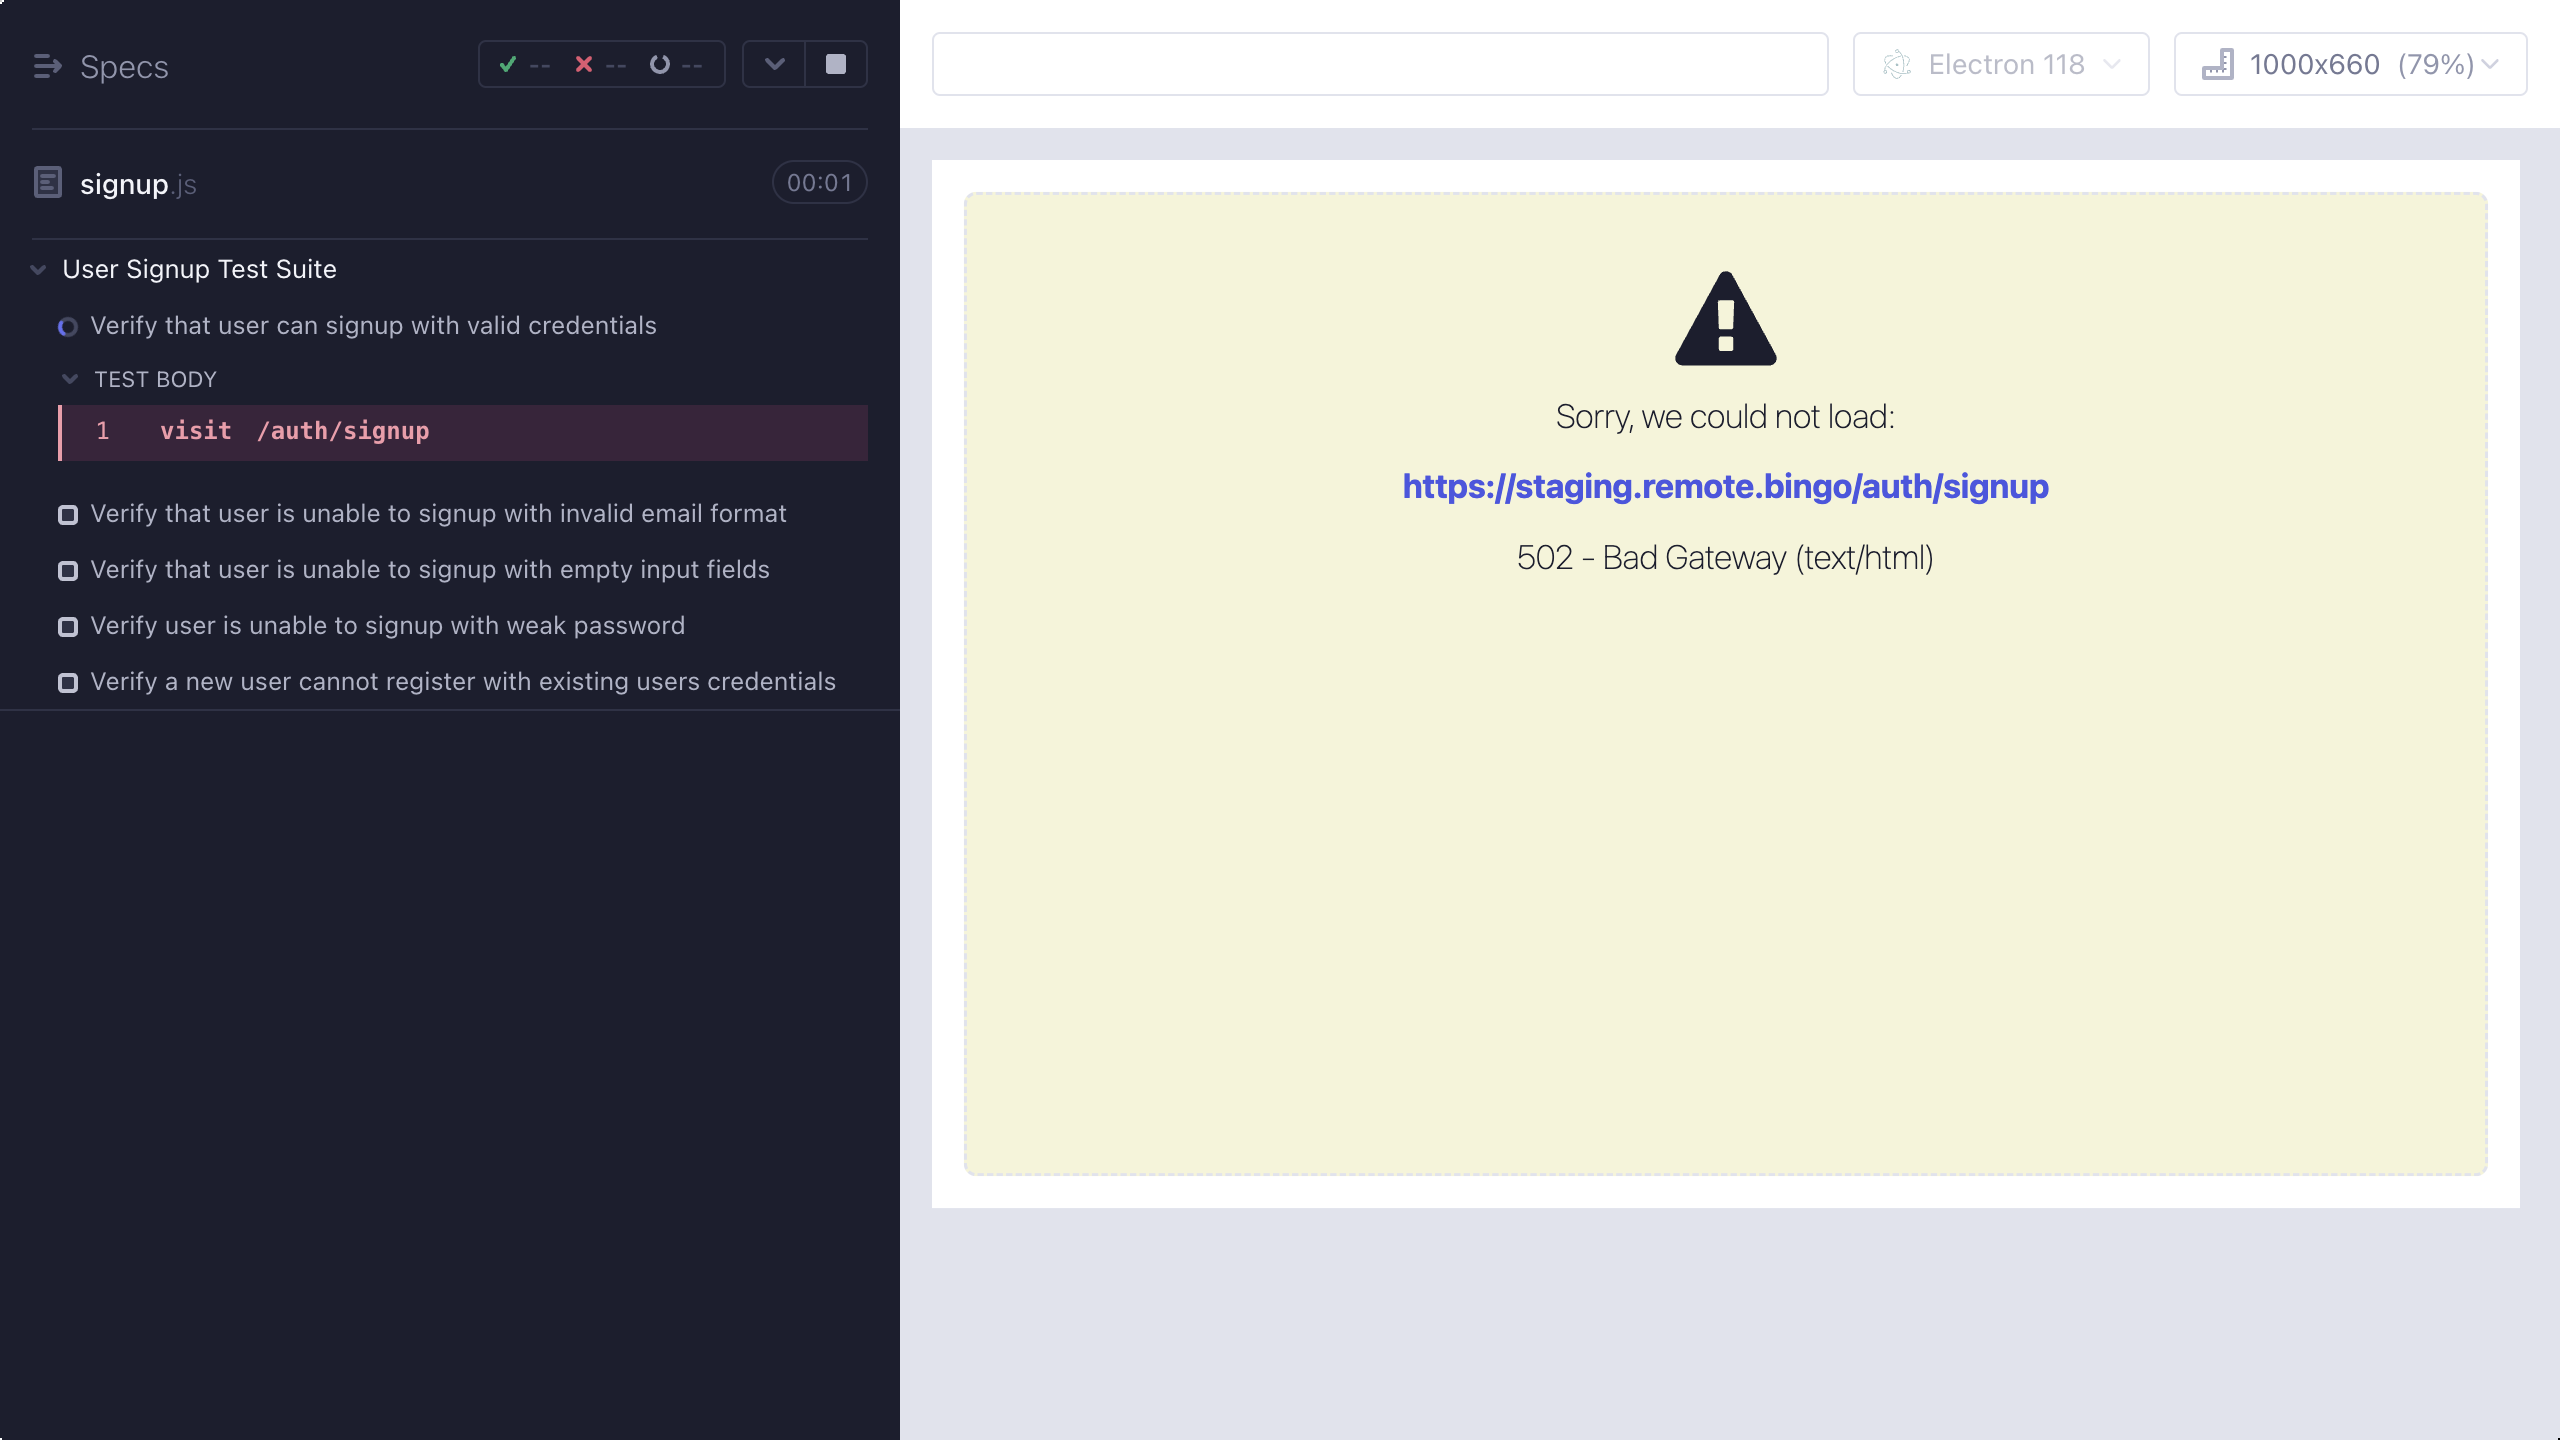 Specs
-- -- --
signup.js
00:01
User Signup Test Suite
Verify that user can signup with valid credentials
TEST BODY
1 visit /auth/signup
Verify that user is unable to signup with invalid email format
Verify that user is unable to signup with empty input fields
Verify user is unable to signup with weak password
Verify a new user cannot register with existing users credentials
Electron 118
1000x660 (79%)
Sorry, we could not load:
https://staging.remote.bingo/auth/signup
502 - Bad Gateway (text/html)